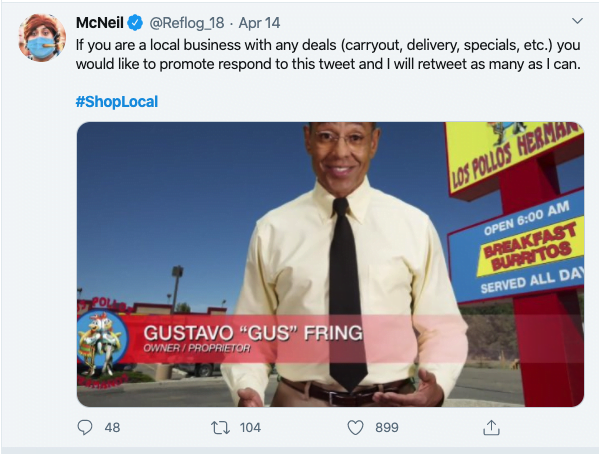 McNeil @Reflog_18 · Apr 14
If you are a local business with any deals (carryout, delivery, specials, etc.) you
would like to promote respond to this tweet and I will retweet as many as I can.
#ShopLocal
LOS POLLOS HERMAN
OPEN 6:00 AM
BREAKFAST
BURRITOS
SERVED ALL DAY
POLL
GUSTAVO “GUS” FRING
OWNER / PROPRIETOR
48 104 899